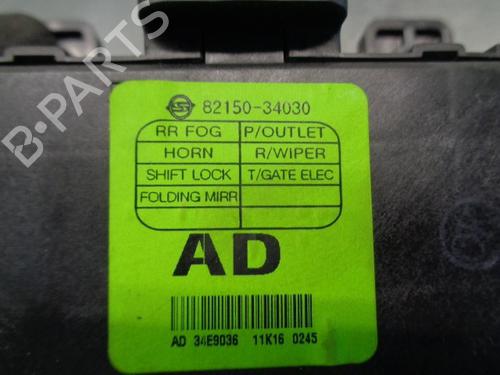 B-PARTS
82150-34030
RR FOG P/OUTLET
HORN R/WIPER
SHIFT LOCK T/GATE ELEC
FOLDING MIRR
AD
AD 34E9036 11K16 0245